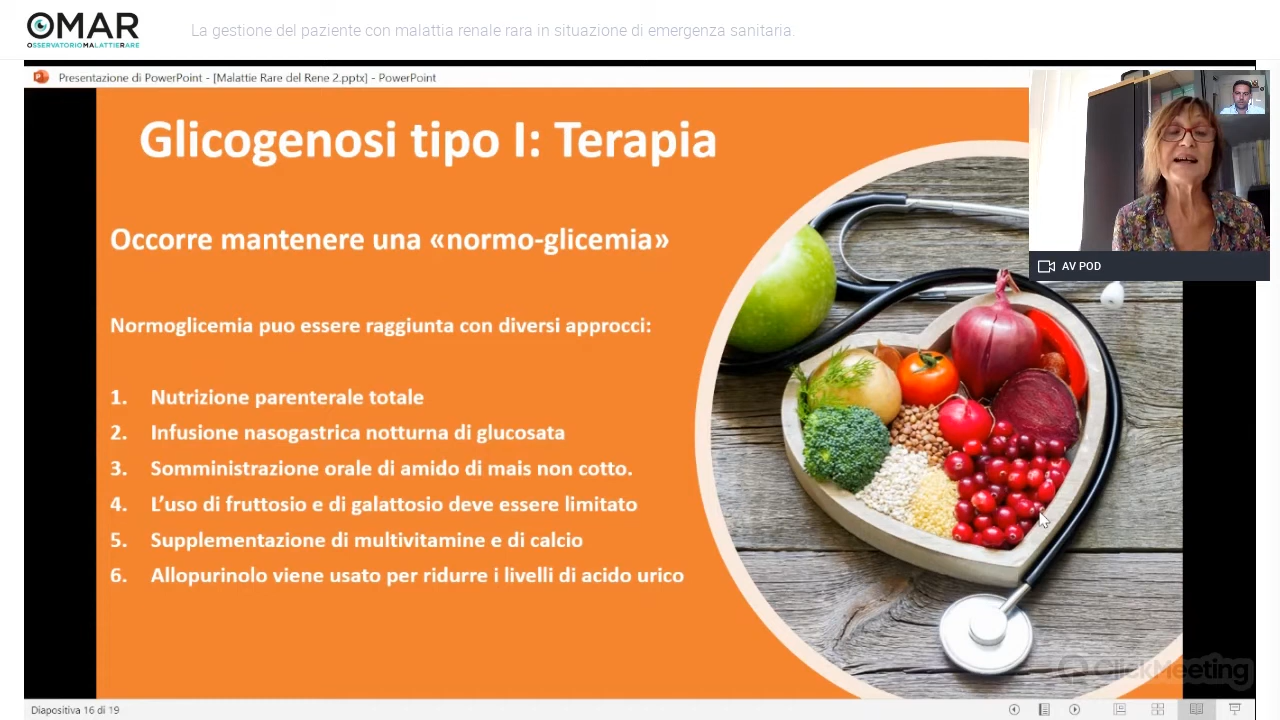 OMAR
OSSERVATORIOMALATTIERARE
La gestione del paziente con malattia renale rara in situazione di emergenza sanitaria.
Presentazione di PowerPoint - [Malattie Rare del Rene 2.pptx] - PowerPoint
Glicogenosi tipo I: Terapia
AV POD
Occorre mantenere una «normo-glicemia»
Normoglicemia puo essere raggiunta con diversi approcci:
1. Nutrizione parenterale totale
2. Infusione nasogastrica notturna di glucosata
3. Somministrazione orale di amido di mais non cotto.
4. L’uso di fruttosio e di galattosio deve essere limitato
5. Supplementazione di multivitamine e di calcio
6. Allopurinolo viene usato per ridurre i livelli di acido urico
ClickMeeting
Diapositiva 16 di 19